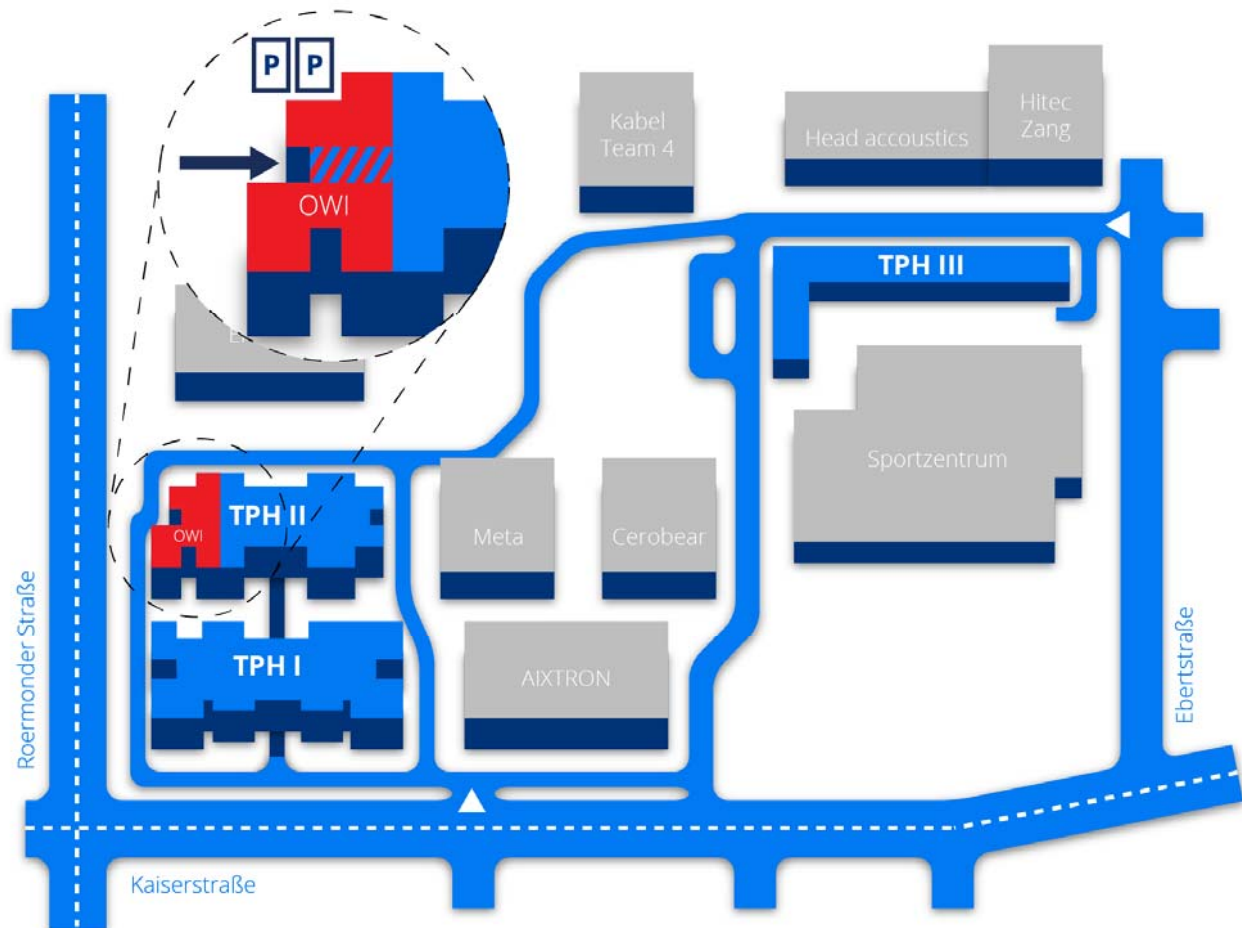 P P
Kabel
Team 4
Head accoustics
Hitec
Zang
OWI
TPH III
Sportzentrum
TPH II
OWI
Meta
Cerobear
TPH I
AIXTRON
Roermonder Straße
Ebertstraße
Kaiserstraße